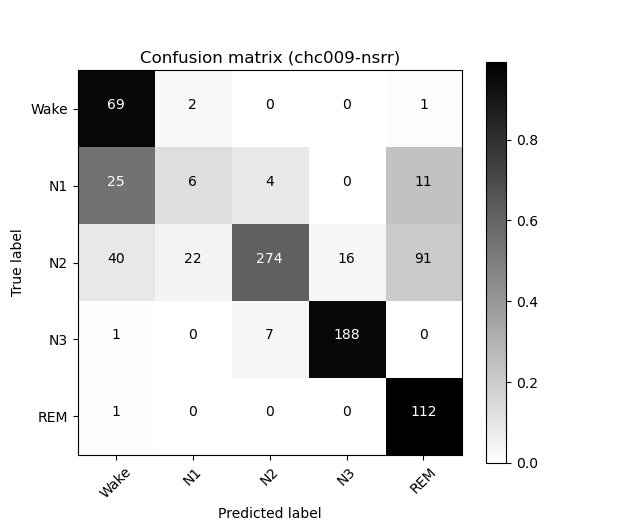 Confusion matrix (chc009-nsrr)
Wake 69 2 0 0 1
N1 25 6 4 0 11
N2 40 22 274 16 91
N3 1 0 7 188 0
REM 1 0 0 0 112
Wake N1 N2 N3 REM
Predicted label
True label
0.8
0.6
0.4
0.2
0.0